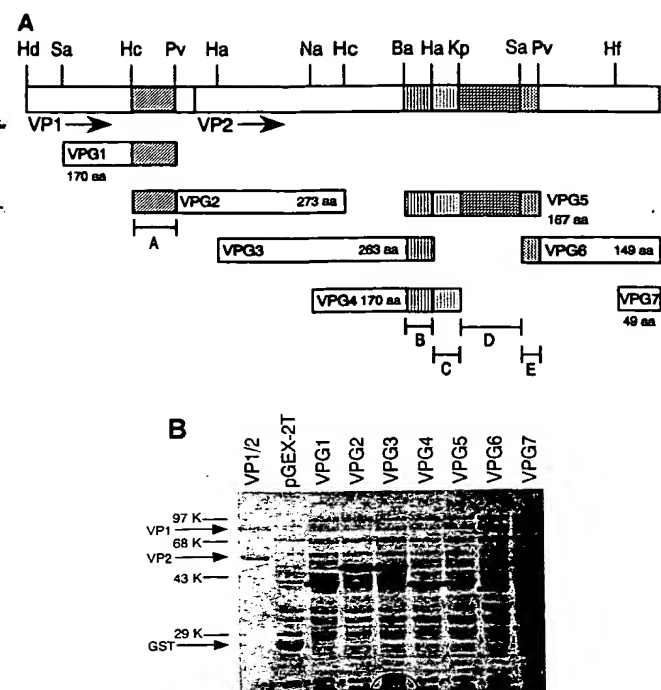 A
Hd Sa Hc Pv Ha Na Hc Ba Ha Kp Sa Pv Hf
VP1 VP2
VPG1
170 aa
VPG2 273 aa VPG5
167 aa
A
VPG3 263 aa VPG6 149 aa
VPG4 170 aa VPG7
49 aa
B D E
C
B
VP1/2 pGEX-2T VPG1 VPG2 VPG3 VPG4 VPG5 VPG6 VPG7
97 K
VP1
68 K
VP2
43 K
29 K
GST